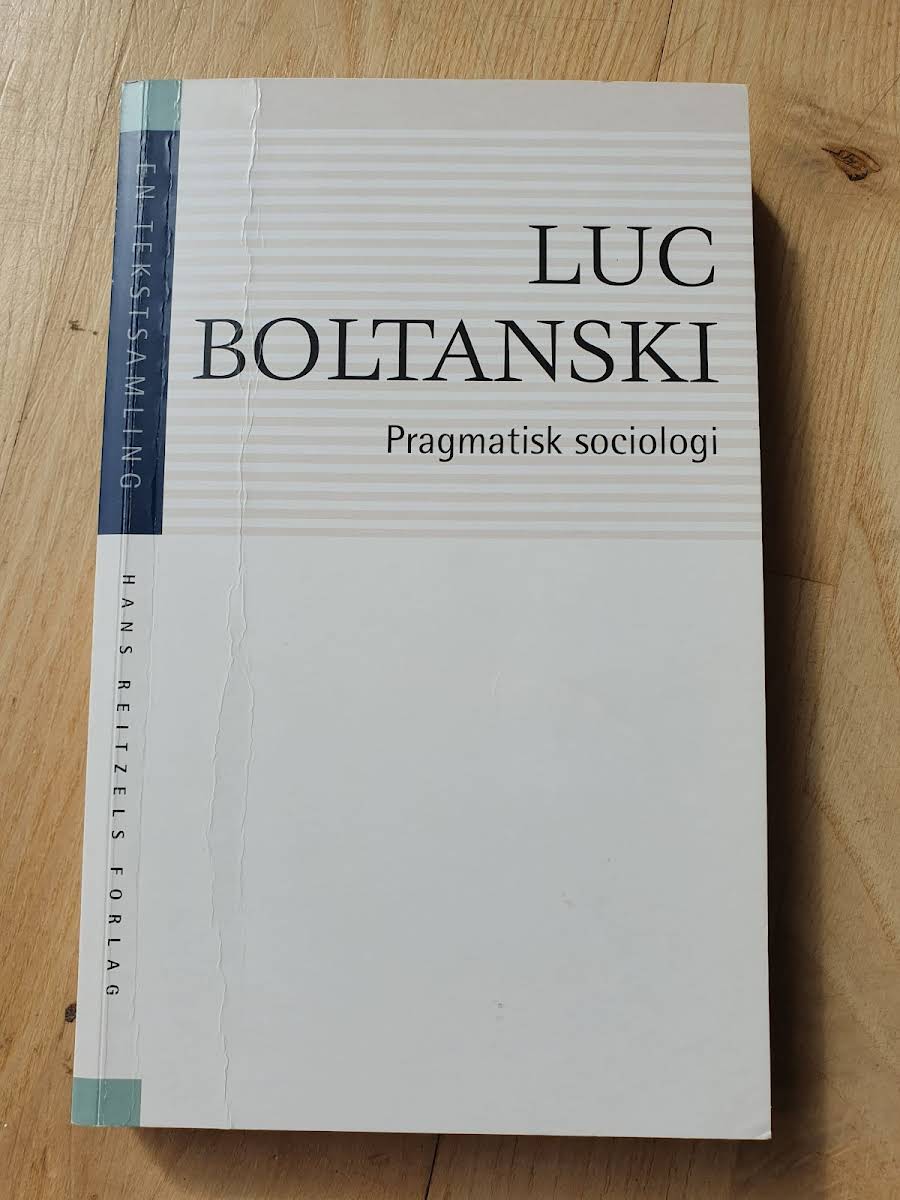 LUC
BOLTANSKI
Pragmatisk sociologi
EN TEKSTSAMLING
HANS REITZELS FORLAG